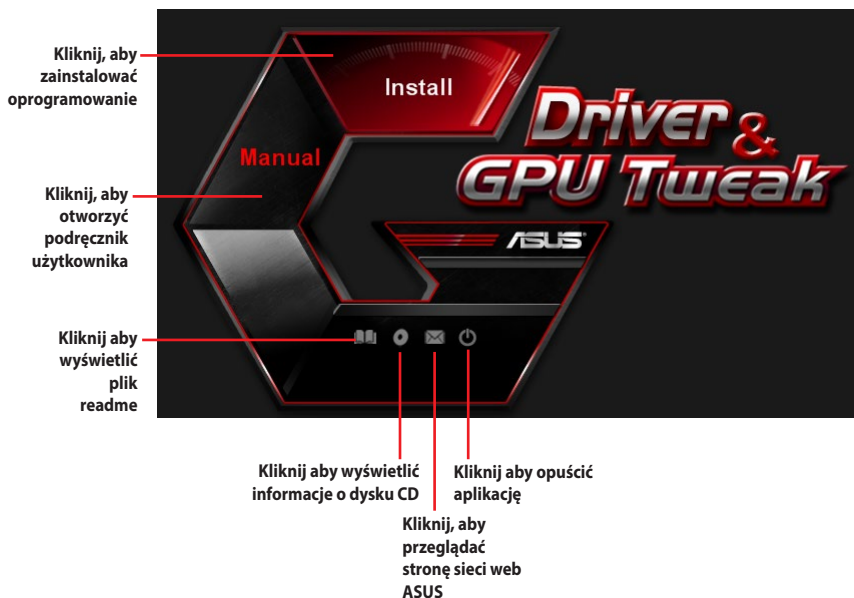 Kliknij, aby
zainstalować
oprogramowanie
Install
Driver &
GPU Tweak
Manual
Kliknij, aby
otworzyć
podręcznik
użytkownika
ASUS
Kliknij aby
wyświetlić
plik
readme
Kliknij aby wyświetlić
informacje o dysku CD
Kliknij aby opuścić
aplikację
Kliknij, aby
przeglądać
stronę sieci web
ASUS